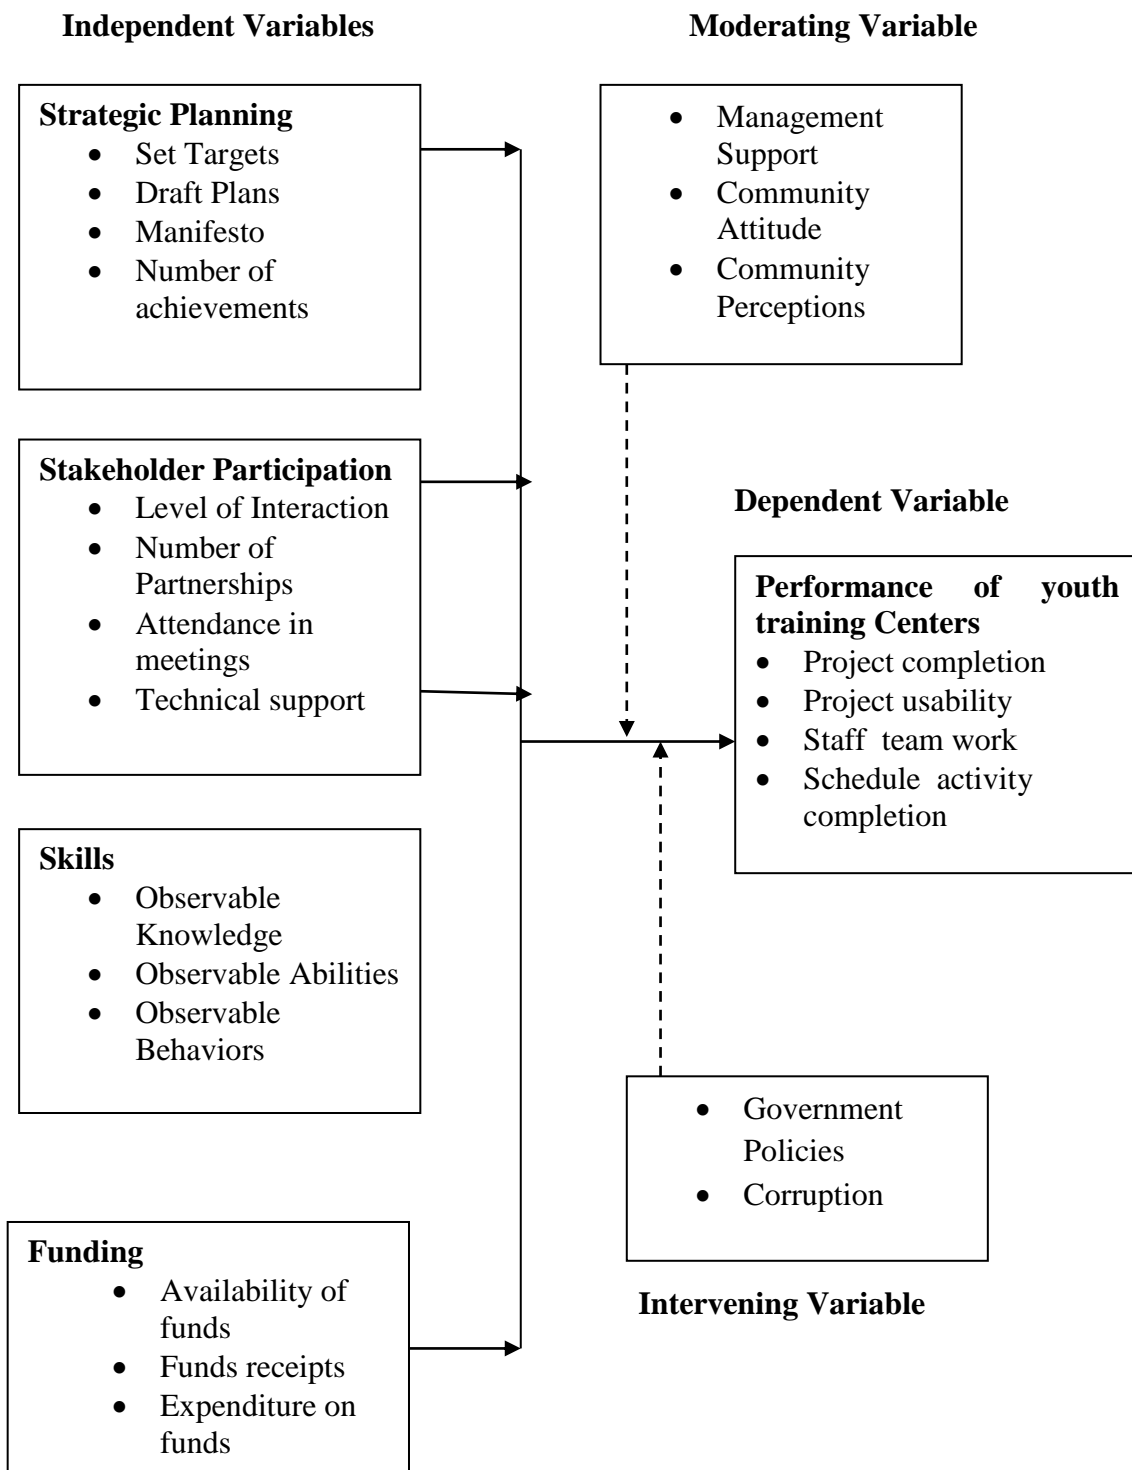 Independent Variables
Strategic Planning
• Set Targets
• Draft Plans
• Manifesto
• Number of
achievements
Stakeholder Participation
• Level of Interaction
• Number of
Partnerships
• Attendance in
meetings
• Technical support
Skills
• Observable
Knowledge
• Observable Abilities
• Observable
Behaviors
Funding
• Availability of
funds
• Funds receipts
• Expenditure on
funds
Moderating Variable
• Management
Support
• Community
Attitude
• Community
Perceptions
Dependent Variable
Performance of youth
training Centers
• Project completion
• Project usability
• Staff team work
• Schedule activity
completion
• Government
Policies
• Corruption
Intervening Variable